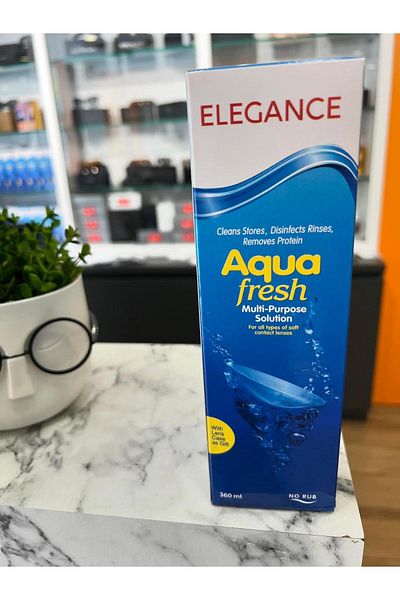 ELEGANCE
Cleans Stores, Disinfects Rinses,
Removes Protein
Aqua
fresh
Multi-Purpose
Solution
For all types of soft
contact lenses
With
Lens
Case
as Gift
360 ml
NO RUB